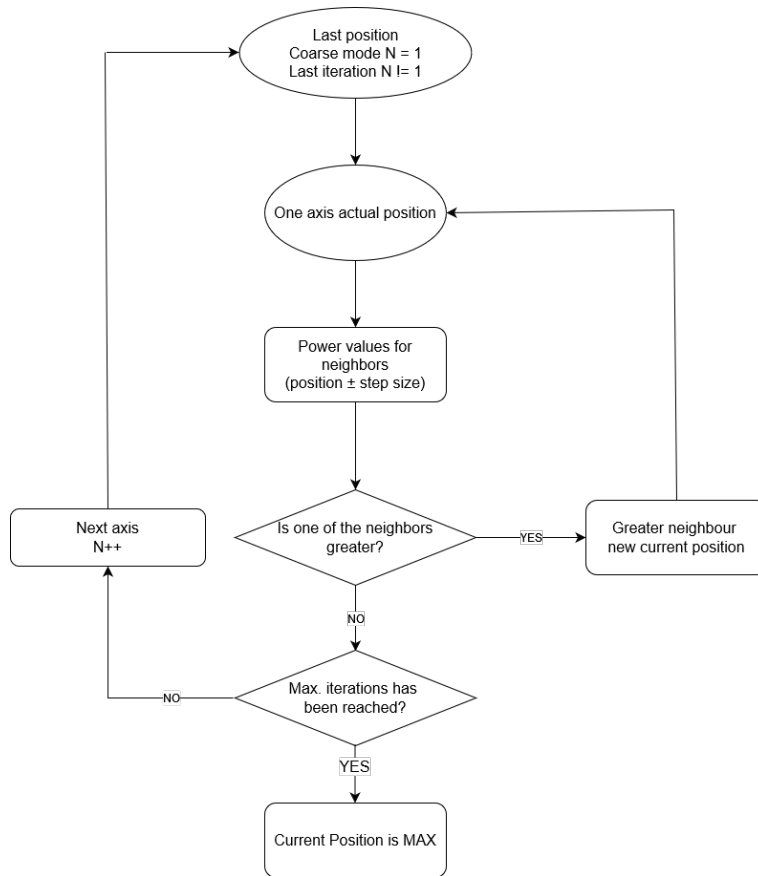 Last position
Coarse mode N = 1
Last iteration N != 1
One axis actual position
Power values for
neighbors
(position ± step size)
Next axis
N++
Is one of the neighbors
greater?
YES
Greater neighbour
new current position
NO
Max. iterations has
been reached?
NO
YES
Current Position is MAX